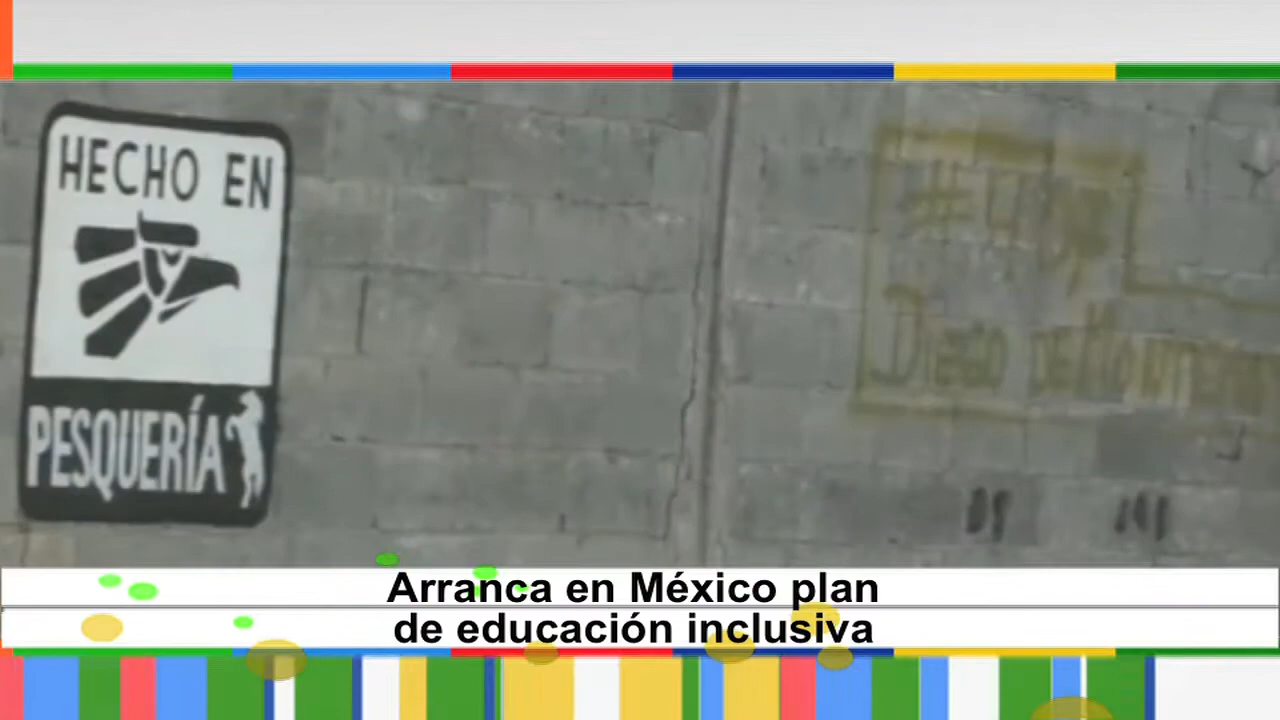 HECHO EN
PESQUERÍA
Arranca en México plan
de educación inclusiva